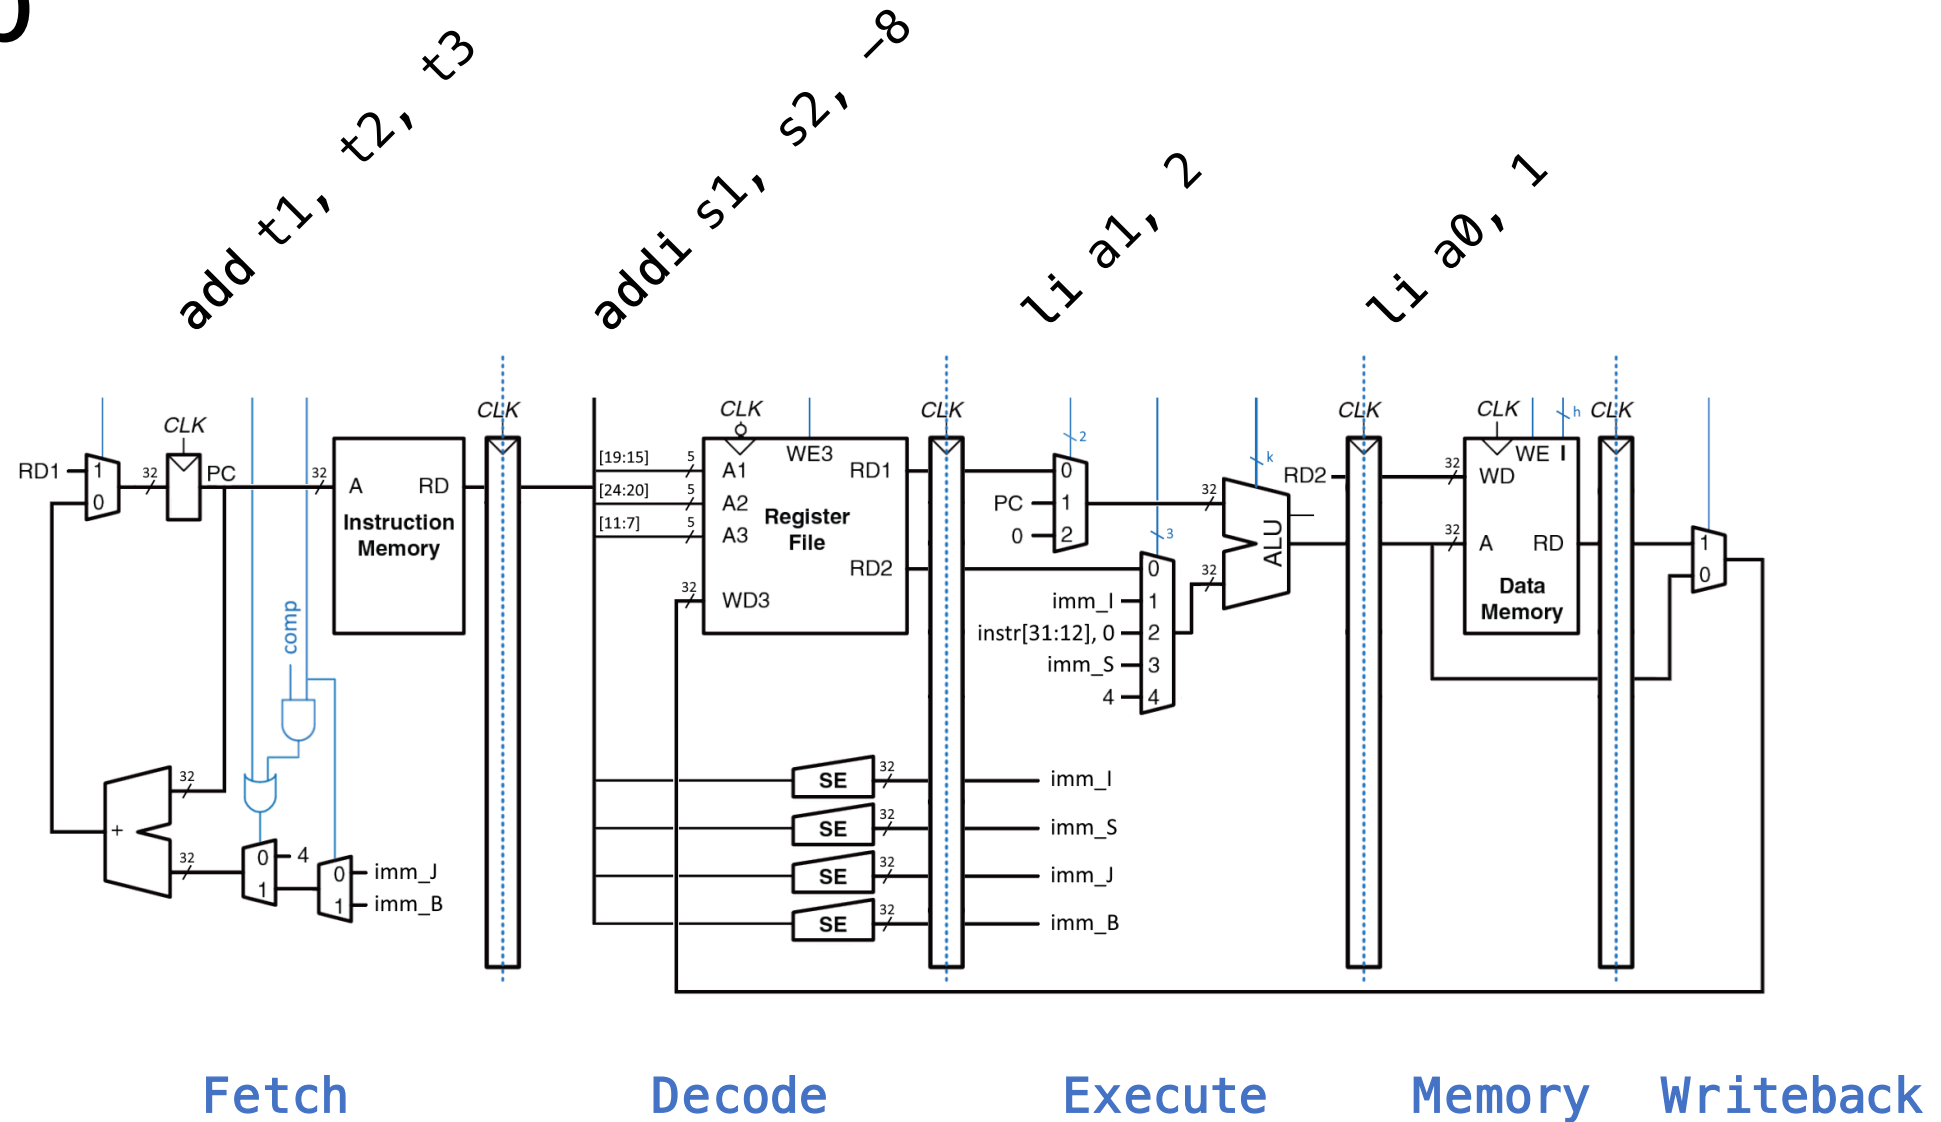 add t1, t2, t3
addi s1, s2, -8
li a1, 2
li a0, 1
CLK
CLK
CLK
CLK
CLK
CLK
CLK
RD1
1
0
32
PC
32
A
RD
Instruction
Memory
[19:15]
5
A1
WE3
RD1
[24:20]
5
A2
Register
File
[11:7]
5
A3
RD2
32
WD3
2
0
PC
1
0
2
3
0
imm_I
1
instr[31:12], 0
2
imm_S
3
4
4
k
32
32
ALU
RD2
h
32
WE
WD
32
A
RD
Data
Memory
1
0
comp
32
+
32
0
4
1
0
imm_J
1
imm_B
SE
32
imm_I
SE
32
imm_S
SE
32
imm_J
SE
32
imm_B
Fetch
Decode
Execute
Memory
Writeback